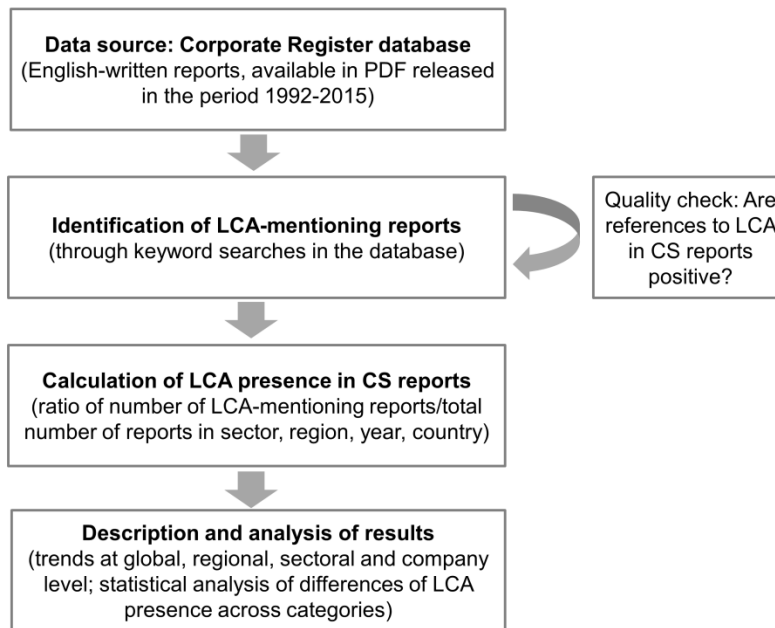 Data source: Corporate Register database
(English-written reports, available in PDF released
in the period 1992-2015)
Identification of LCA-mentioning reports
(through keyword searches in the database)
Quality check: Are
references to LCA
in CS reports
positive?
Calculation of LCA presence in CS reports
(ratio of number of LCA-mentioning reports/total
number of reports in sector, region, year, country)
Description and analysis of results
(trends at global, regional, sectoral and company
level; statistical analysis of differences of LCA
presence across categories)